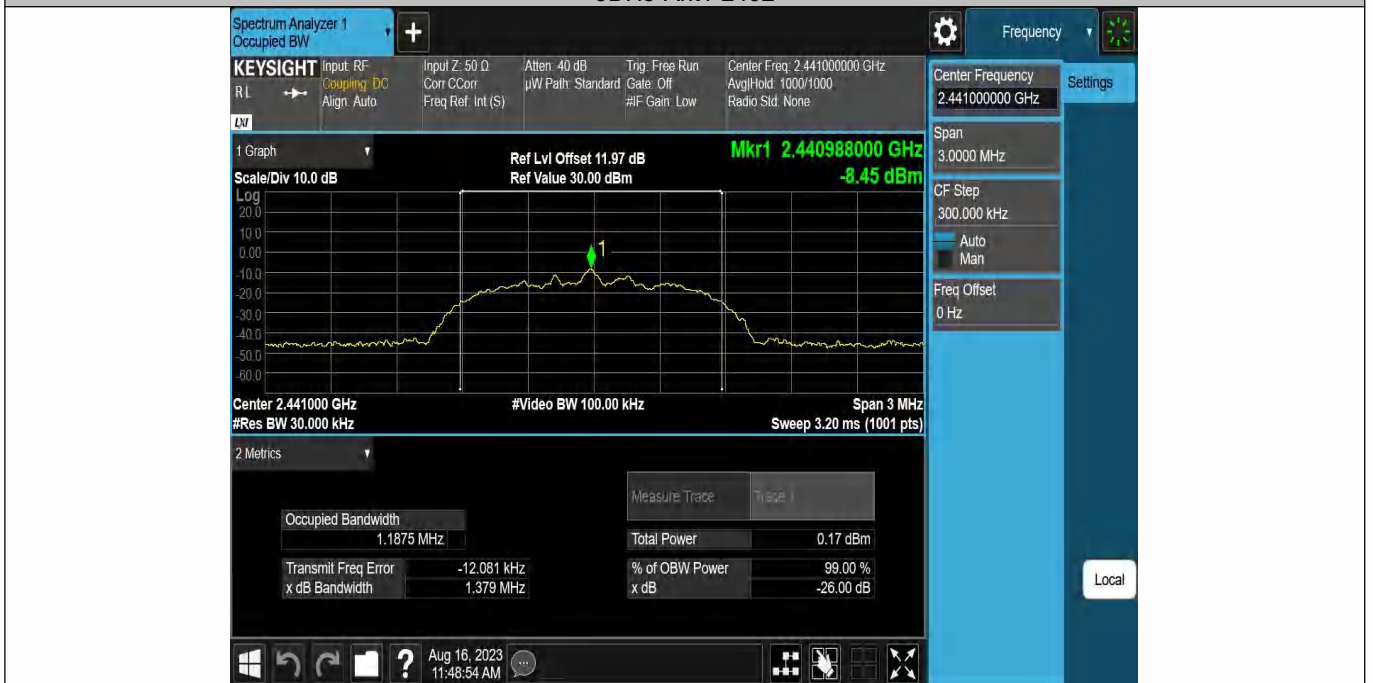 Spectrum Analyzer 1
Occupied BW
+
Frequency
KEYSIGHT
R L
LXI
Input: RF
Coupling: DC
Align: Auto
Input Z: 50 Ω
Corr CCorr
Freq Ref: Int (S)
Atten: 40 dB
µW Path: Standard
Trig: Free Run
Gate: Off
#IF Gain: Low
Center Freq: 2.441000000 GHz
Avg|Hold: 1000/1000
Radio Std: None
Center Frequency
2.441000000 GHz
Settings
Span
3.0000 MHz
CF Step
300.000 kHz
Auto
Man
Freq Offset
0 Hz
Local
1 Graph
Scale/Div 10.0 dB
Ref Lvl Offset 11.97 dB
Ref Value 30.00 dBm
Mkr1 2.440988000 GHz
-8.45 dBm
Log
20.0
10.0
0.00
-10.0
-20.0
-30.0
-40.0
-50.0
-60.0
1
Center 2.441000 GHz
#Video BW 100.00 kHz
Span 3 MHz
#Res BW 30.000 kHz
Sweep 3.20 ms (1001 pts)
2 Metrics
Measure Trace
Trace 1
Occupied Bandwidth
1.1875 MHz
Total Power
0.17 dBm
Transmit Freq Error
-12.081 kHz
% of OBW Power
99.00 %
x dB Bandwidth
1.379 MHz
x dB
-26.00 dB
?
Aug 16, 2023
11:48:54 AM